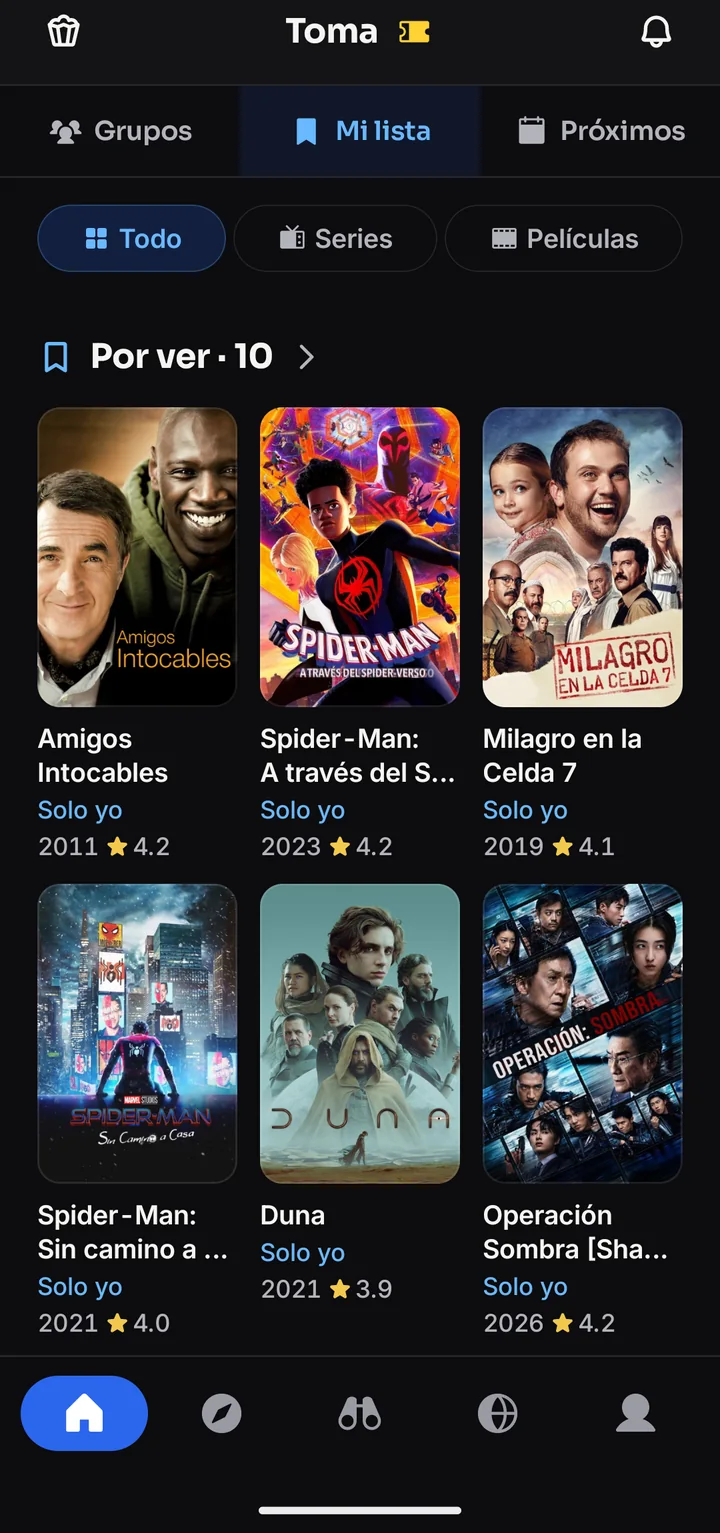 Toma
Grupos
Mi lista
Próximos
Todo
Series
Películas
Por ver · 10
Amigos
Intocables
SPIDER-MAN
A TRAVÉS DEL SPIDER-VERSO
MILAGRO
EN LA CELDA 7
Amigos
Intocables
Solo yo
2011 ⭐ 4.2
Spider-Man:
A través del S...
Solo yo
2023 ⭐ 4.2
Milagro en la
Celda 7
Solo yo
2019 ⭐ 4.1
MARVEL STUDIOS
SPIDER-MAN
Sin Camino a Casa
DUNA
OPERACIÓN: SOMBRA
Spider-Man:
Sin camino a ...
Solo yo
2021 ⭐ 4.0
Duna
Solo yo
2021 ⭐ 3.9
Operación
Sombra [Sha...
Solo yo
2026 ⭐ 4.2